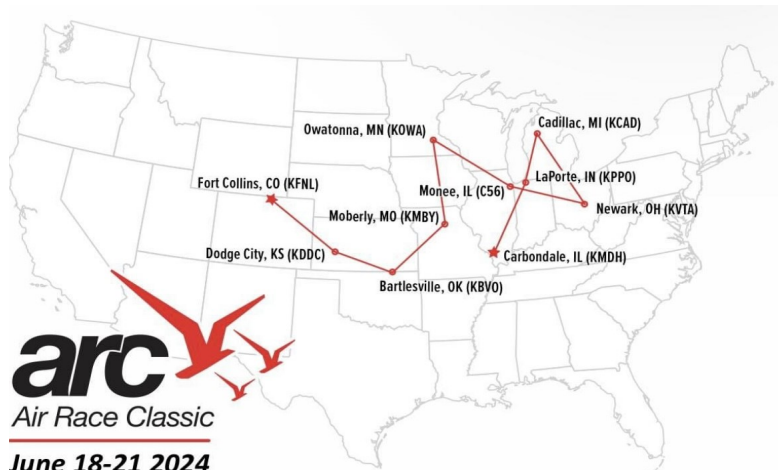 Cadillac, MI (KCAD)
Owatonna, MN (KOWA)
LaPorte, IN (KPPO)
Fort Collins, CO (KFNL)
Monee, IL (C56)
Newark, OH (KVTA)
Moberly, MO (KMBY)
Dodge City, KS (KDDC)
Carbondale, IL (KMDH)
Bartlesville, OK (KBVO)
arc
Air Race Classic
June 18-21 2024